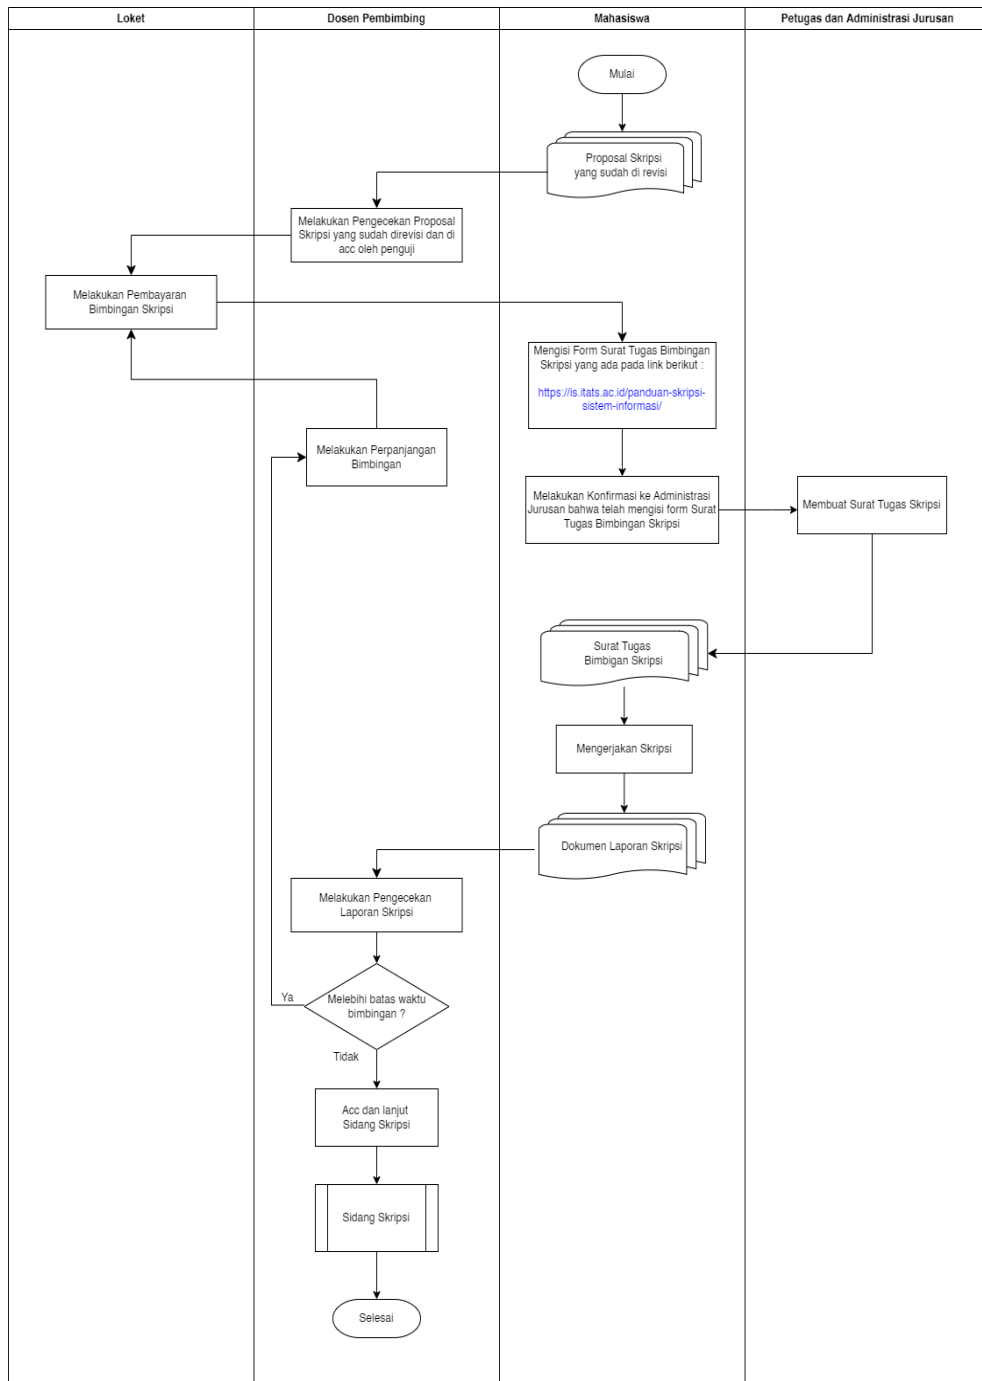 Loket
Dosen Pembimbing
Mahasiswa
Petugas dan Administrasi Jurusan
Mulai
Proposal Skripsi
yang sudah di revisi
Melakukan Pengecekan Proposal
Skripsi yang sudah direvisi dan di
acc oleh penguji
Melakukan Pembayaran
Bimbingan Skripsi
Mengisi Form Surat Tugas Bimbingan
Skripsi yang ada pada link berikut :
https://is.itats.ac.id/panduan-skripsi-
sistem-informasi/
Melakukan Perpanjangan
Bimbingan
Melakukan Konfirmasi ke Administrasi
Jurusan bahwa telah mengisi form Surat
Tugas Bimbingan Skripsi
Membuat Surat Tugas Skripsi
Surat Tugas
Bimbigan Skripsi
Mengerjakan Skripsi
Dokumen Laporan Skripsi
Melakukan Pengecekan
Laporan Skripsi
Melebihi batas waktu
bimbingan ?
Ya
Tidak
Acc dan lanjut
Sidang Skripsi
Sidang Skripsi
Selesai